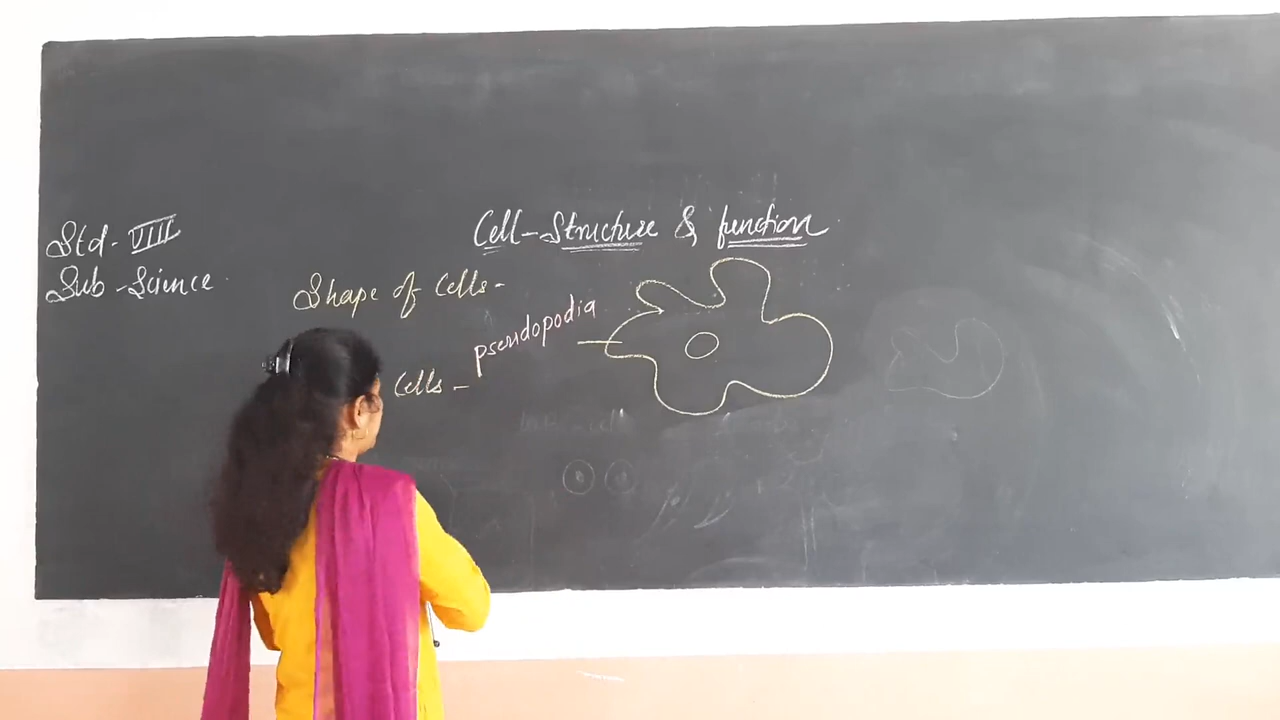 Cell-Structure & function
Std- VIII
Sub-Science
Shape of Cells-
pseudopodia
Cells-